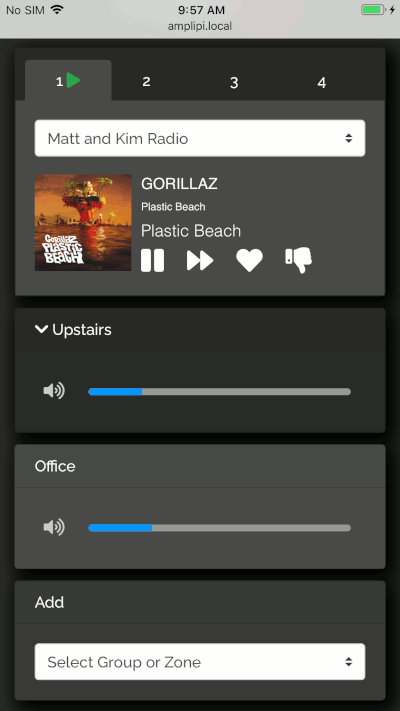 No SIM 9:57 AM
amplipi.local
1 2 3 4
Matt and Kim Radio
GORILLAZ
Plastic Beach
Plastic Beach
GORILLAZ
PLASTIC
BEACH
Upstairs
Office
Add
Select Group or Zone